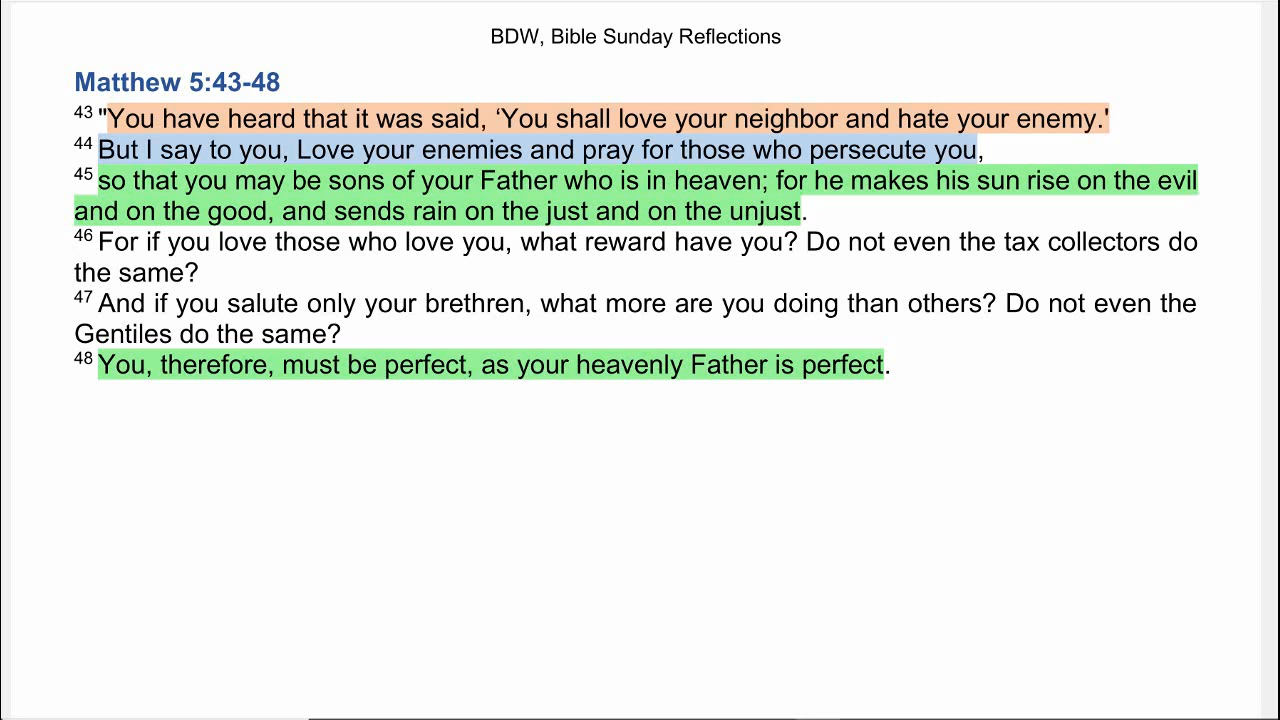 BDW, Bible Sunday Reflections
Matthew 5:43-48
43 "You have heard that it was said, ‘You shall love your neighbor and hate your enemy.'
44 But I say to you, Love your enemies and pray for those who persecute you,
45 so that you may be sons of your Father who is in heaven; for he makes his sun rise on the evil
and on the good, and sends rain on the just and on the unjust.
46 For if you love those who love you, what reward have you? Do not even the tax collectors do
the same?
47 And if you salute only your brethren, what more are you doing than others? Do not even the
Gentiles do the same?
48 You, therefore, must be perfect, as your heavenly Father is perfect.